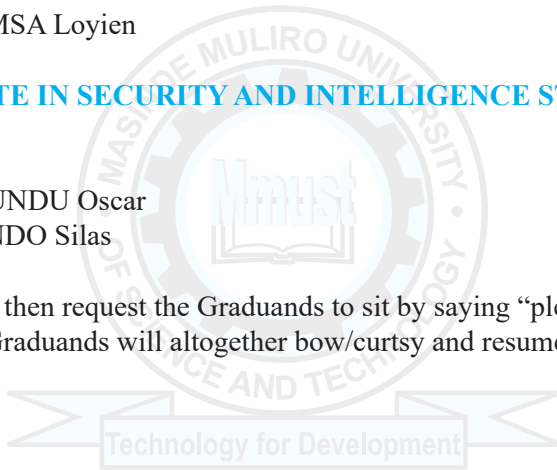 MSA Loyien
TE IN SECURITY AND INTELLIGENCE ST
UNDU Oscar
NDO Silas
then request the Graduands to sit by saying “ple
Graduands will altogether bow/curtsy and resume
MASINDE MULIRO UNIVERSITY
OF SCIENCE AND TECHNOLOGY
Mmust
Technology for Development